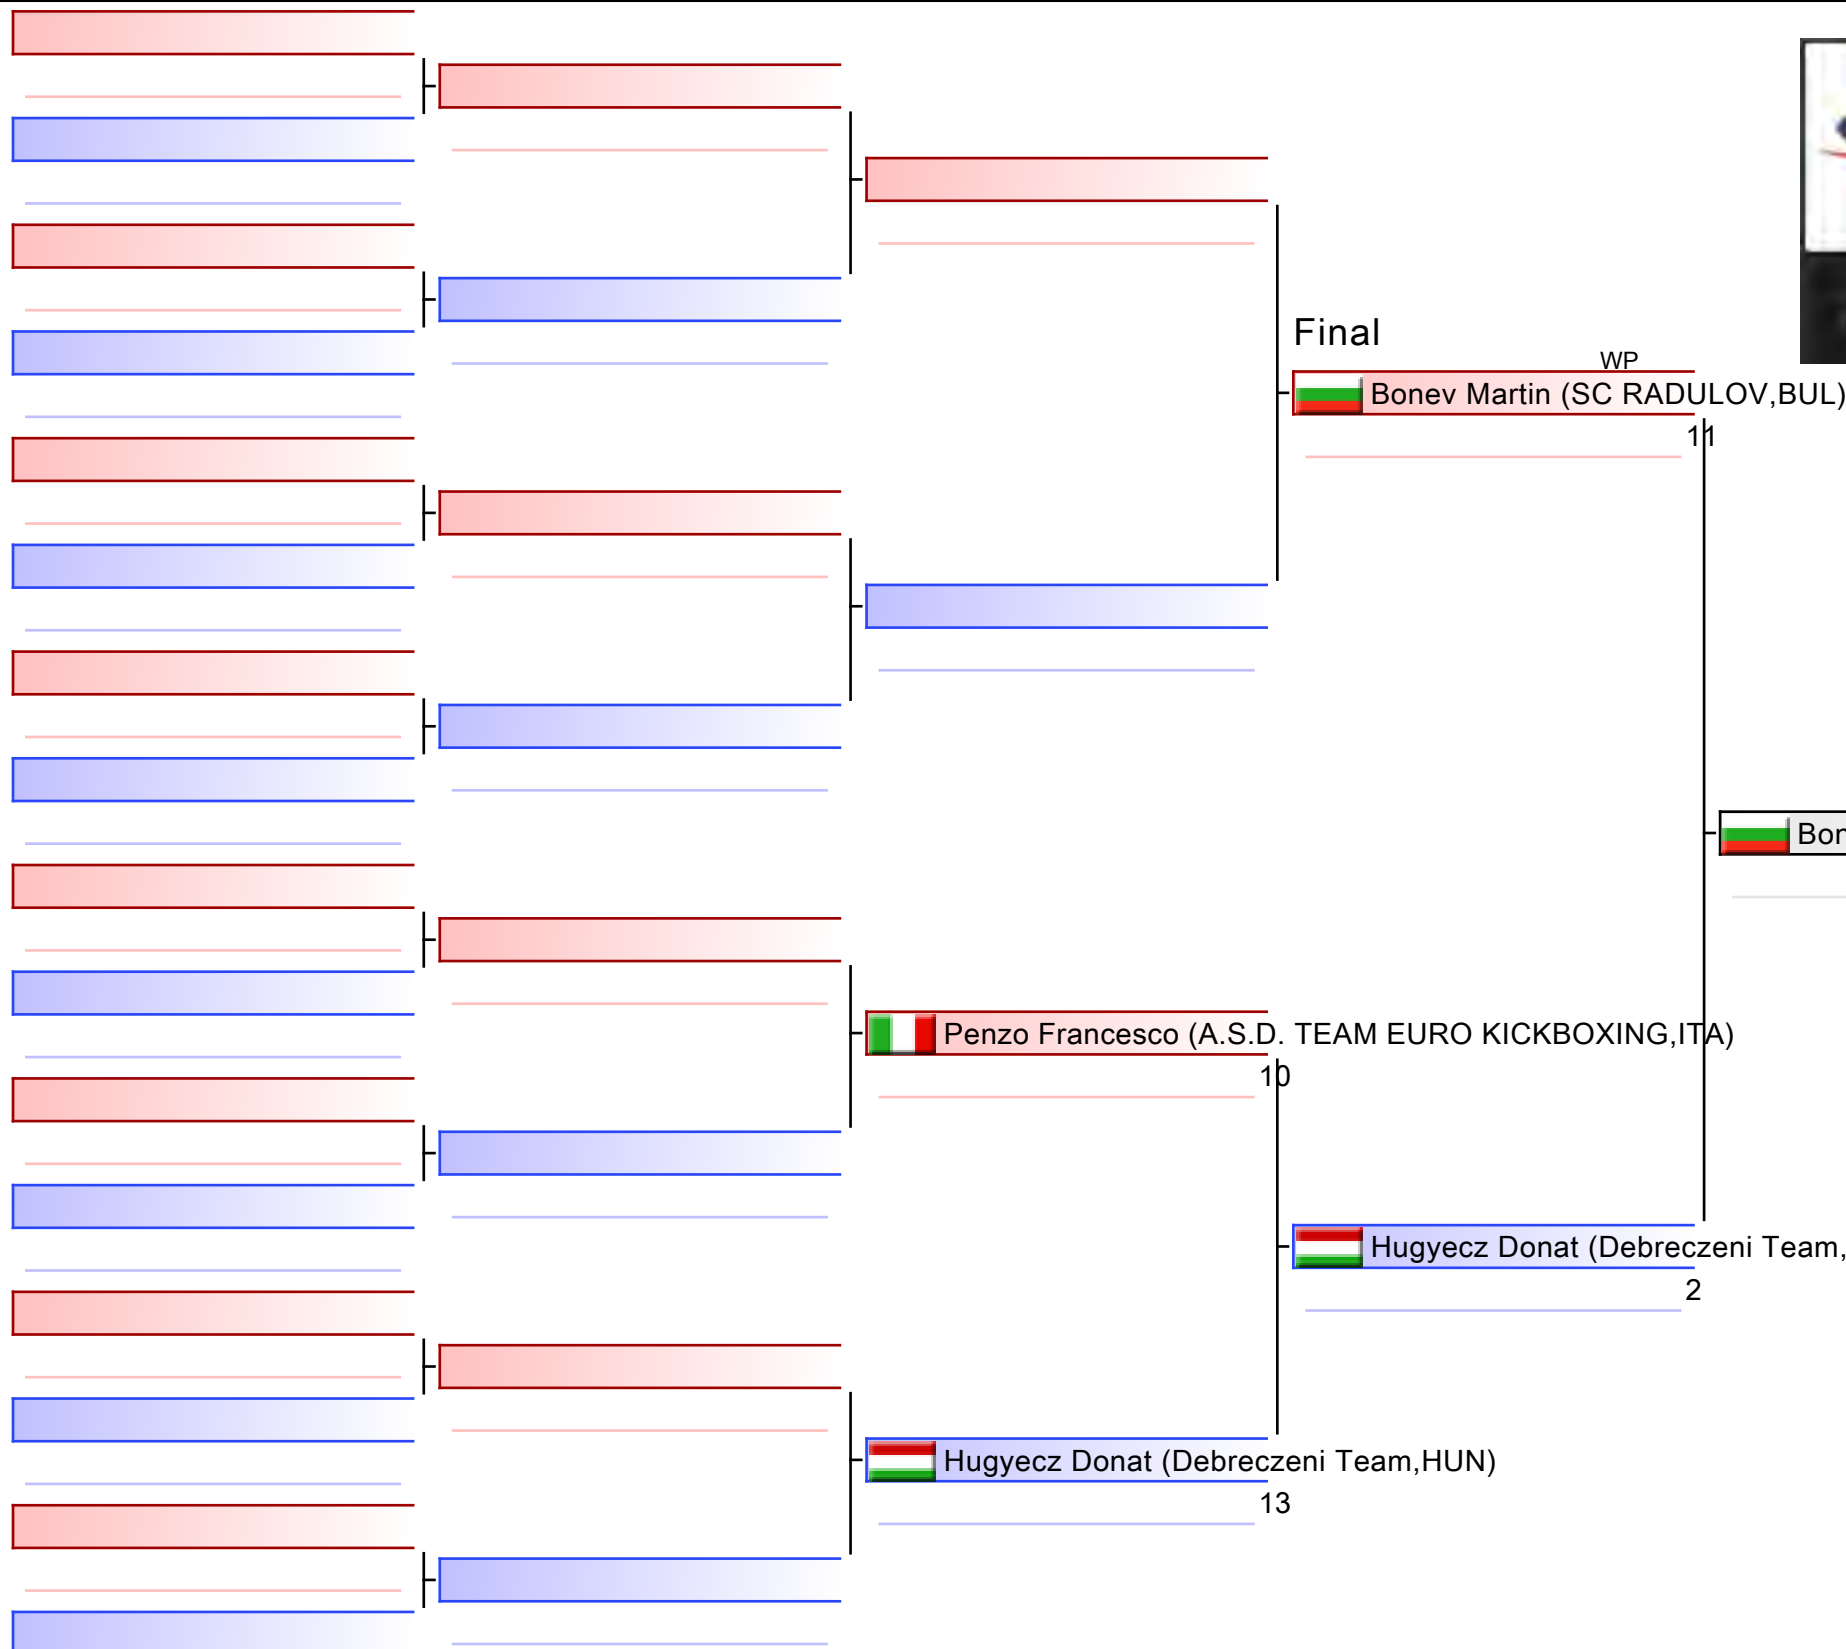 Final
WP
Bonev Martin (SC RADULOV,BUL)
11
Bon
Penzo Francesco (A.S.D. TEAM EURO KICKBOXING,ITA)
10
Hugyecz Donat (Debreczeni Team,
2
Hugyecz Donat (Debreczeni Team,HUN)
13